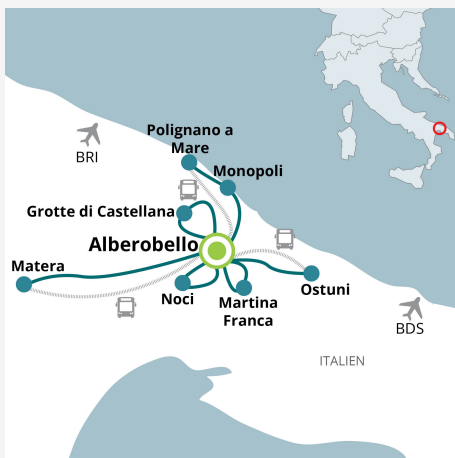 BRI
Polignano a
Mare
Monopoli
Grotte di Castellana
Alberobello
Matera
Noci
Martina
Franca
Ostuni
BDS
ITALIEN